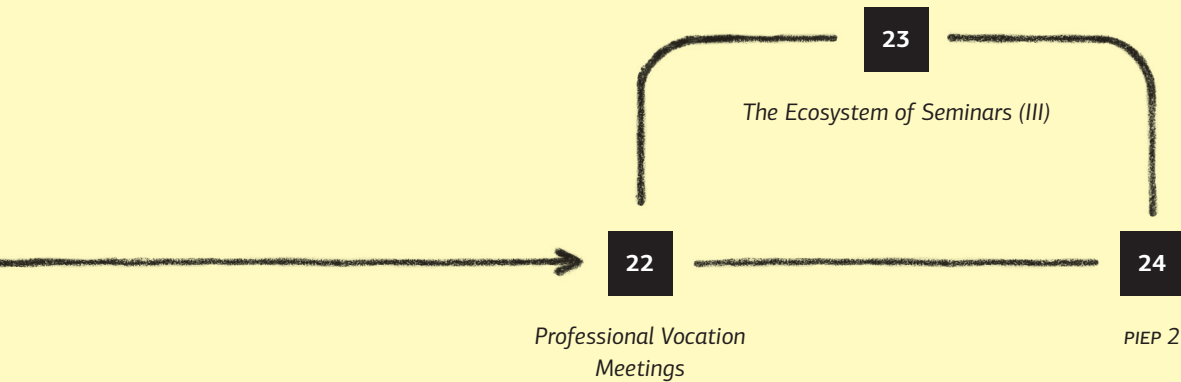 23
The Ecosystem of Seminars (III)
22
24
Professional Vocation
Meetings
PIEP 2